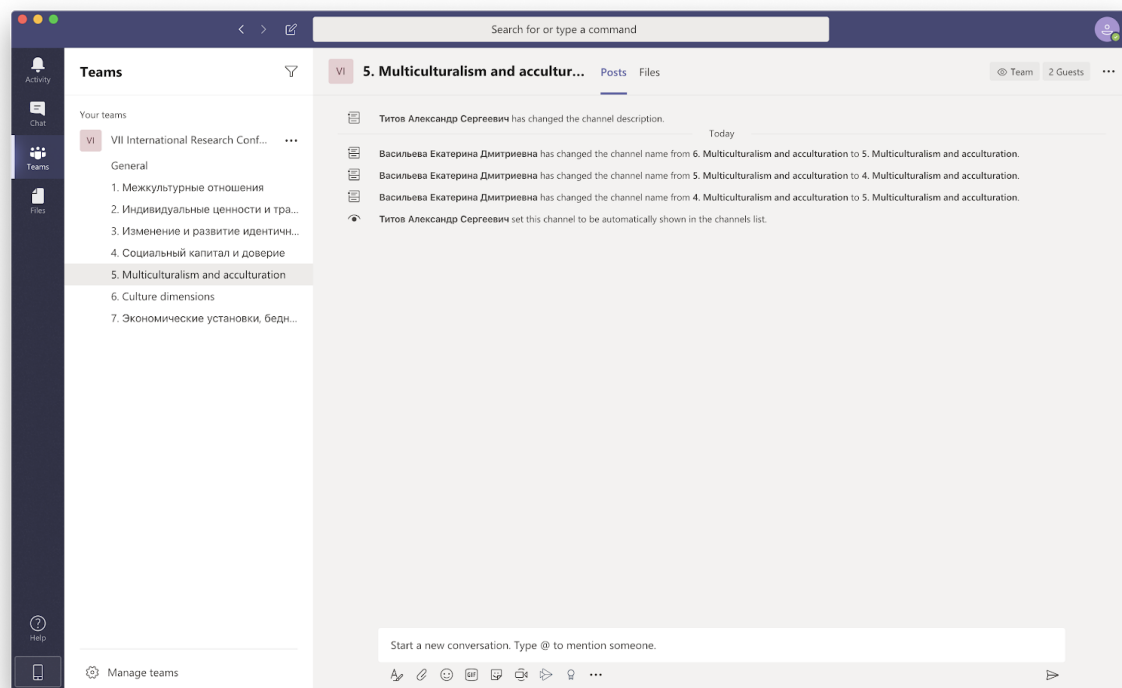 Search for or type a command
Activity
Chat
Teams
Files
Help
Teams
Your teams
VI VII International Research Conf...
General
1. Межкультурные отношения
2. Индивидуальные ценности и тра...
3. Изменение и развитие идентичн...
4. Социальный капитал и доверие
5. Multiculturalism and acculturation
6. Culture dimensions
7. Экономические установки, бедн...
Manage teams
VI 5. Multiculturalism and accultur... Posts Files Team 2 Guests
Титов Александр Сергеевич has changed the channel description.
Today
Васильева Екатерина Дмитриевна has changed the channel name from 6. Multiculturalism and acculturation to 5. Multiculturalism and acculturation.
Васильева Екатерина Дмитриевна has changed the channel name from 5. Multiculturalism and acculturation to 4. Multiculturalism and acculturation.
Васильева Екатерина Дмитриевна has changed the channel name from 4. Multiculturalism and acculturation to 5. Multiculturalism and acculturation.
Титов Александр Сергеевич set this channel to be automatically shown in the channels list.
Start a new conversation. Type @ to mention someone.
GIF